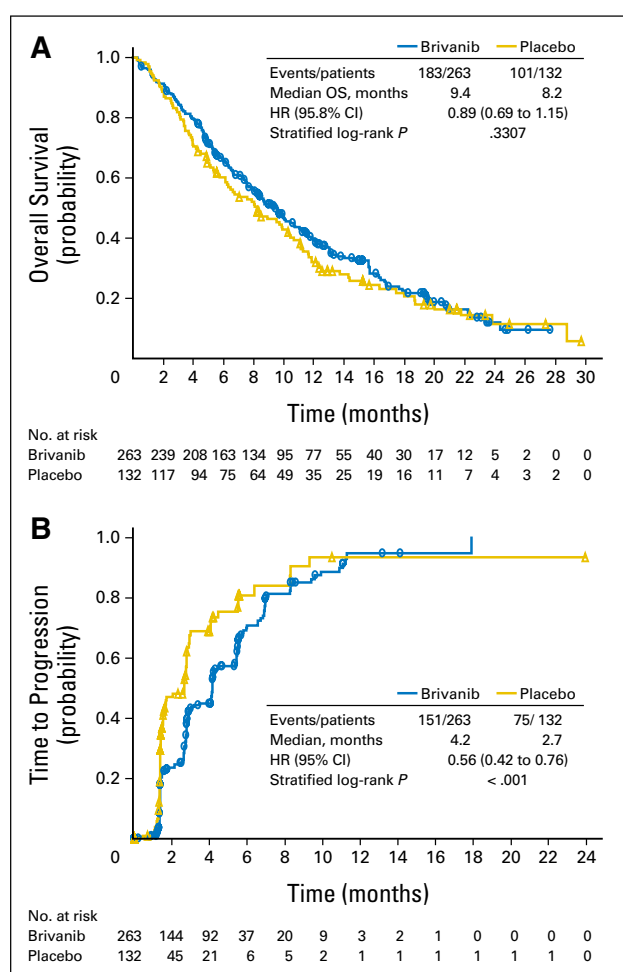 A
Brivanib Placebo
Events/patients 183/263 101/132
Median OS, months 9.4 8.2
HR (95.8% CI) 0.89 (0.69 to 1.15)
Stratified log-rank P .3307
Overall Survival
(probability)
1.0
0.8
0.6
0.4
0.2
0 2 4 6 8 10 12 14 16 18 20 22 24 26 28 30
Time (months)
No. at risk
Brivanib 263 239 208 163 134 95 77 55 40 30 17 12 5 2 0 0
Placebo 132 117 94 75 64 49 35 25 19 16 11 7 4 3 2 0
B
Time to Progression
(probability)
1.0
0.8
0.6
0.4
0.2
Brivanib Placebo
Events/patients 151/263 75/ 132
Median, months 4.2 2.7
HR (95% CI) 0.56 (0.42 to 0.76)
Stratified log-rank P < .001
0 2 4 6 8 10 12 14 16 18 20 22 24
Time (months)
No. at risk
Brivanib 263 144 92 37 20 9 3 2 1 0 0 0 0
Placebo 132 45 21 6 5 2 1 1 1 1 1 1 0